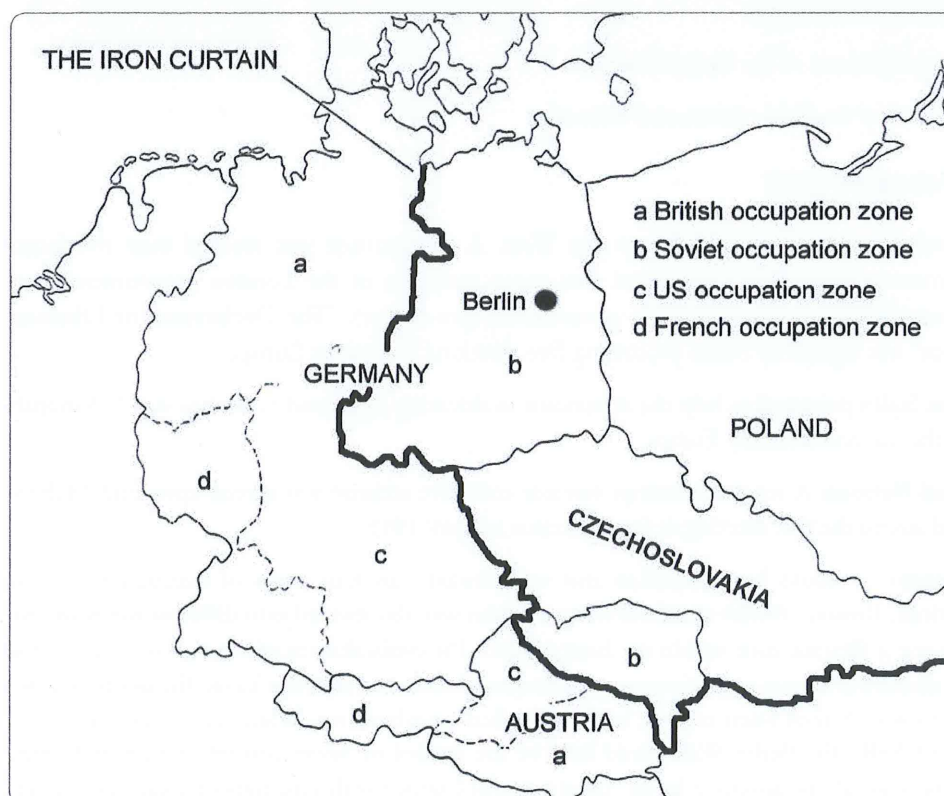 THE IRON CURTAIN
a British occupation zone
b Soviet occupation zone
c US occupation zone
d French occupation zone
a
Berlin
b
GERMANY
POLAND
d
c
CZECHOSLOVAKIA
c
b
d
AUSTRIA
a